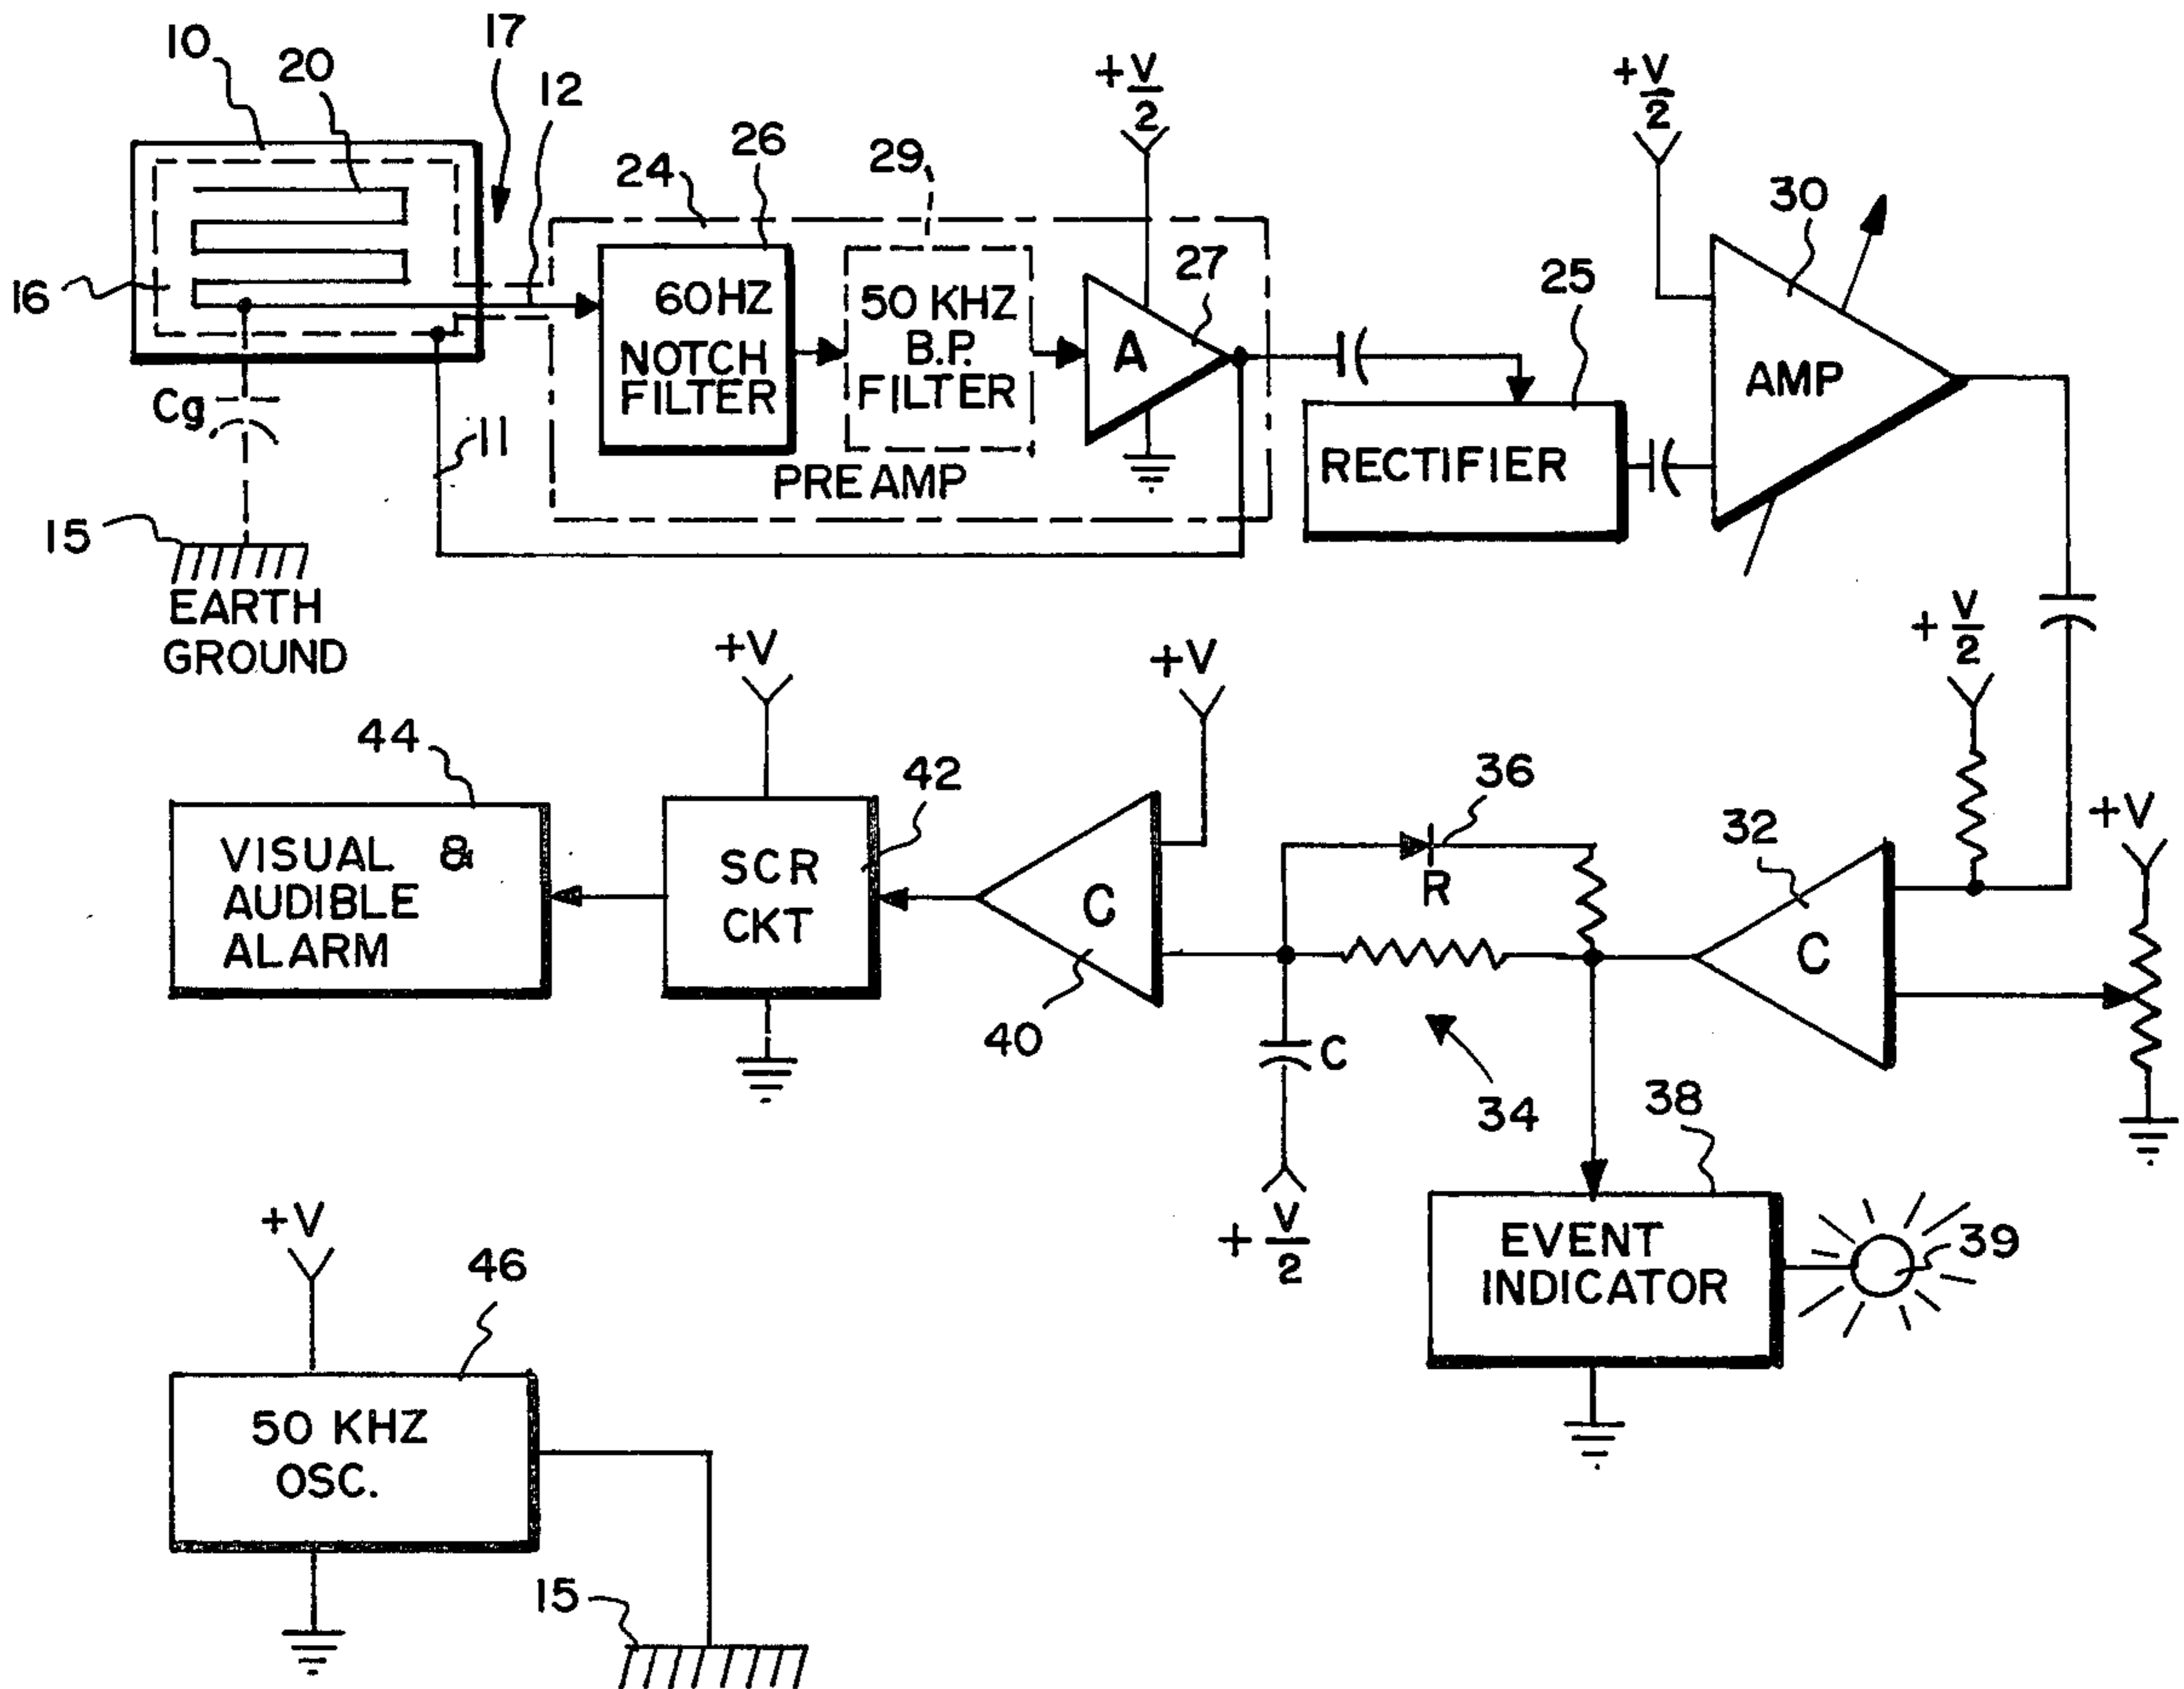 10
20
17
12
+V/2
+V/2
24
26
29
30
16
60HZ
NOTCH
FILTER
50 KHZ
B.P.
FILTER
27
A
25
AMP
Cg
11
PREAMP
RECTIFIER
15
EARTH
GROUND
+V
+V
+V/2
44
42
36
32
+V
VISUAL &
AUDIBLE
ALARM
SCR
CKT
C
R
C
40
C
34
38
+V/2
EVENT
INDICATOR
39
+V
46
50 KHZ
OSC.
15